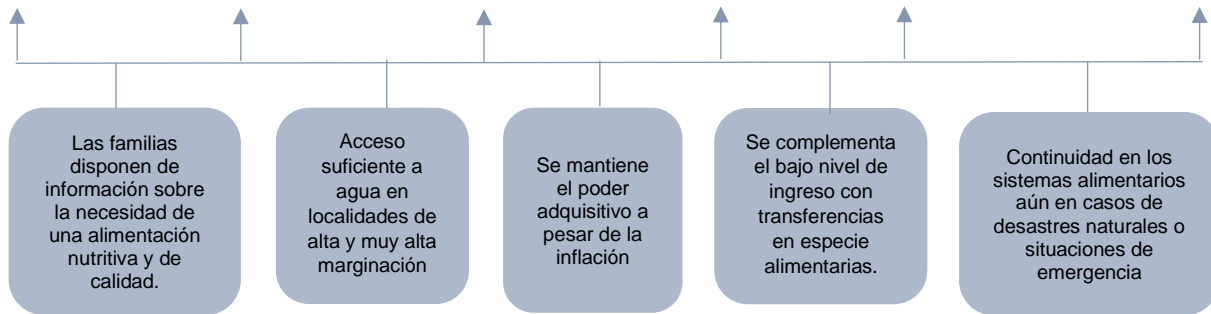 Las familias
disponen de
información sobre
la necesidad de
una alimentación
nutritiva y de
calidad.
Acceso
suficiente a
agua en
localidades de
alta y muy alta
marginación
Se mantiene
el poder
adquisitivo a
pesar de la
inflación
Se complementa
el bajo nivel de
ingreso con
transferencias
en especie
alimentarias.
Continuidad en los
sistemas alimentarios
aún en casos de
desastres naturales o
situaciones de
emergencia